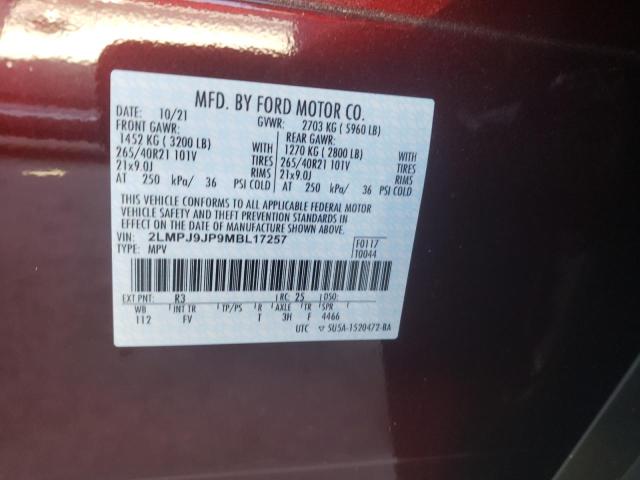 MFD. BY FORD MOTOR CO.
DATE: 10/21 GVWR: 2703 KG ( 5960 LB)
FRONT GAWR: REAR GAWR:
1452 KG ( 3200 LB) WITH 1270 KG ( 2800 LB) WITH
265/40R21 101V TIRES 265/40R21 101V TIRES
21x9.0J RIMS 21x9.0J RIMS
AT 250 kPa/ 36 PSI COLD AT 250 kPa/ 36 PSI COLD
THIS VEHICLE CONFORMS TO ALL APPLICABLE FEDERAL MOTOR
VEHICLE SAFETY AND THEFT PREVENTION STANDARDS IN
EFFECT ON THE DATE OF MANUFACTURE SHOWN ABOVE.
VIN: 2LMPJ9JP9MBL17257 F0117
TYPE: MPV T0044
EXT PNT: R3 RC: 25 DSO:
WB INT TR TP/PS R AXLE TR SPR
112 FV T 3H F 4466
UTC 5U5A-1520472-BA